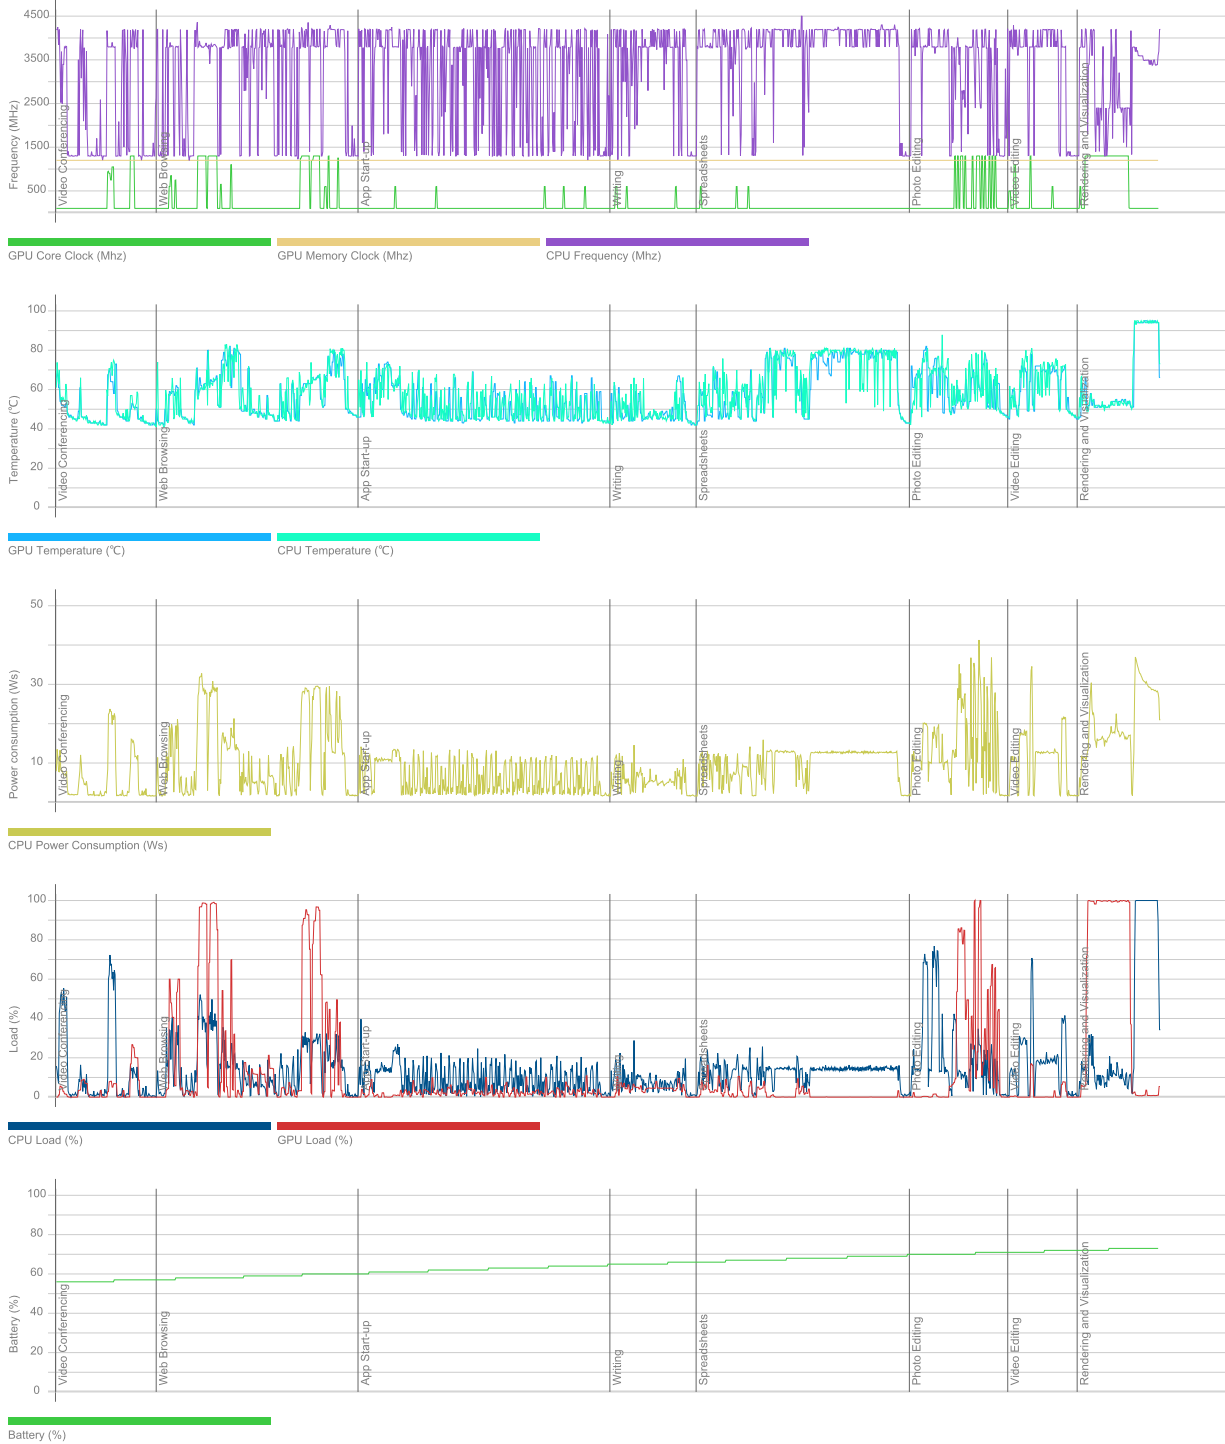 4500
3500
2500
1500
500
Frequency (MHz)
Video Conferencing
Web Browsing
App Start-up
Writing
Spreadsheets
Photo Editing
Video Editing
Rendering and Visualization
GPU Core Clock (Mhz)
GPU Memory Clock (Mhz)
CPU Frequency (Mhz)
100
80
60
40
20
0
Temperature (℃)
Video Conferencing
Web Browsing
App Start-up
Writing
Spreadsheets
Photo Editing
Video Editing
Rendering and Visualization
GPU Temperature (℃)
CPU Temperature (℃)
50
30
10
Power consumption (Ws)
Video Conferencing
Web Browsing
App Start-up
Writing
Spreadsheets
Photo Editing
Video Editing
Rendering and Visualization
CPU Power Consumption (Ws)
100
80
60
40
20
0
Load (%)
Video Conferencing
Web Browsing
App Start-up
Writing
Spreadsheets
Photo Editing
Video Editing
Rendering and Visualization
CPU Load (%)
GPU Load (%)
100
80
60
40
20
0
Battery (%)
Video Conferencing
Web Browsing
App Start-up
Writing
Spreadsheets
Photo Editing
Video Editing
Rendering and Visualization
Battery (%)